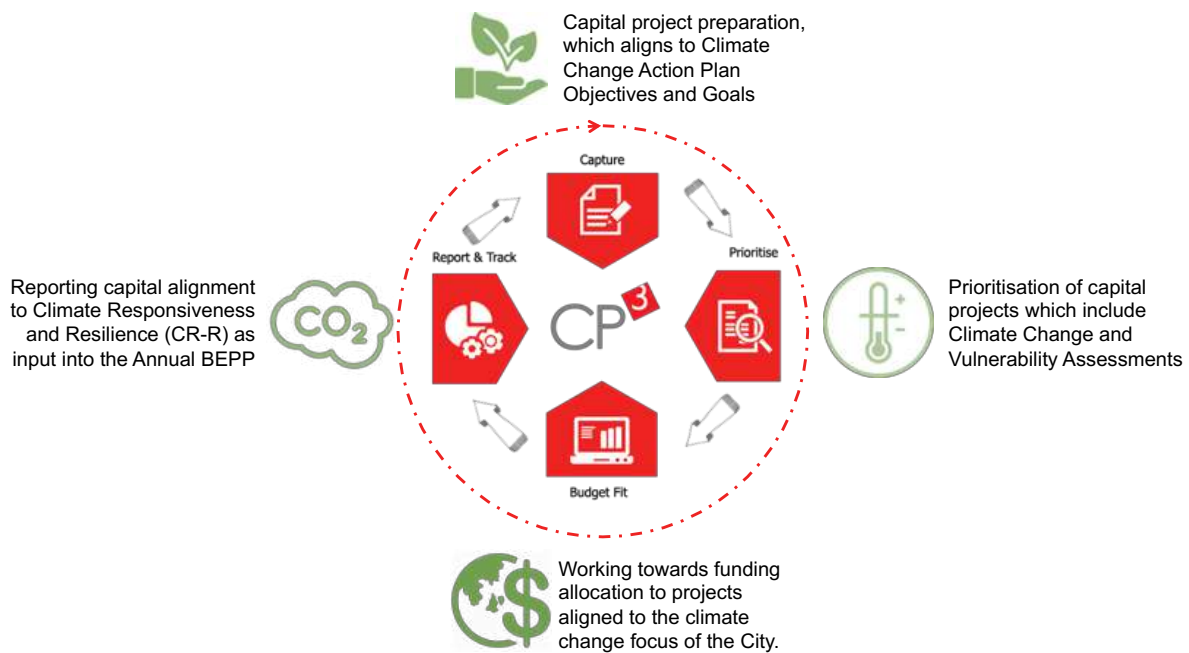 Capital project preparation,
which aligns to Climate
Change Action Plan
Objectives and Goals
Capture
Prioritise
Report & Track
CP3
Budget Fit
Reporting capital alignment
to Climate Responsiveness
and Resilience (CR-R) as
input into the Annual BEPP
CO2
+
-
Prioritisation of capital
projects which include
Climate Change and
Vulnerability Assessments
$
Working towards funding
allocation to projects
aligned to the climate
change focus of the City.